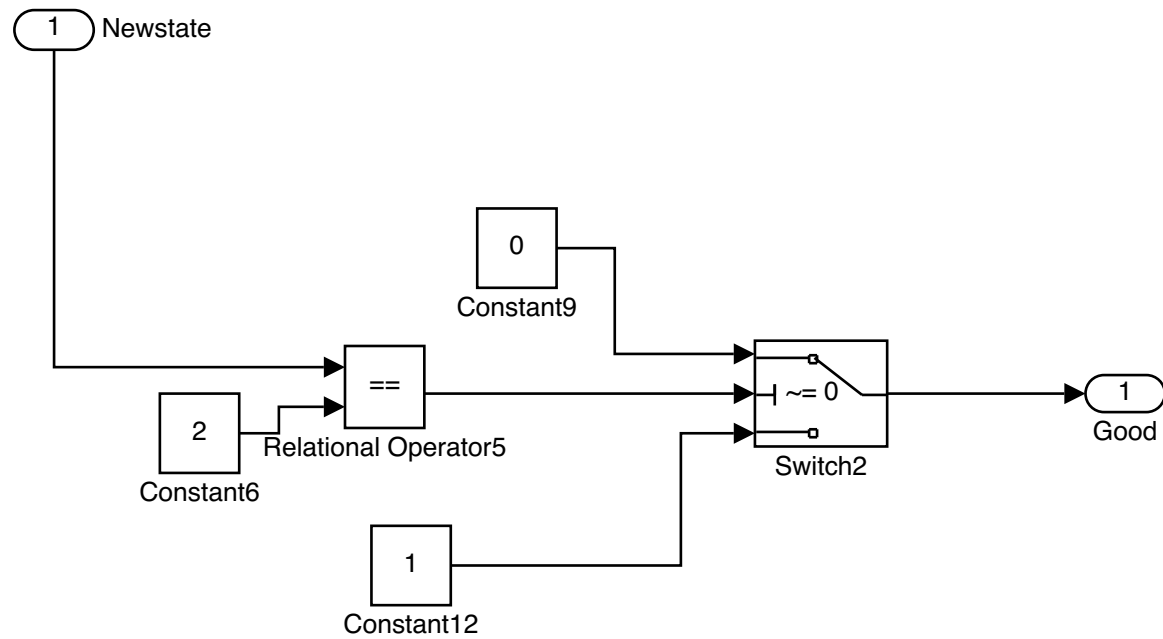 1
Newstate
0
Constant9
==
Relational Operator5
2
Constant6
~= 0
Switch2
1
Good
1
Constant12